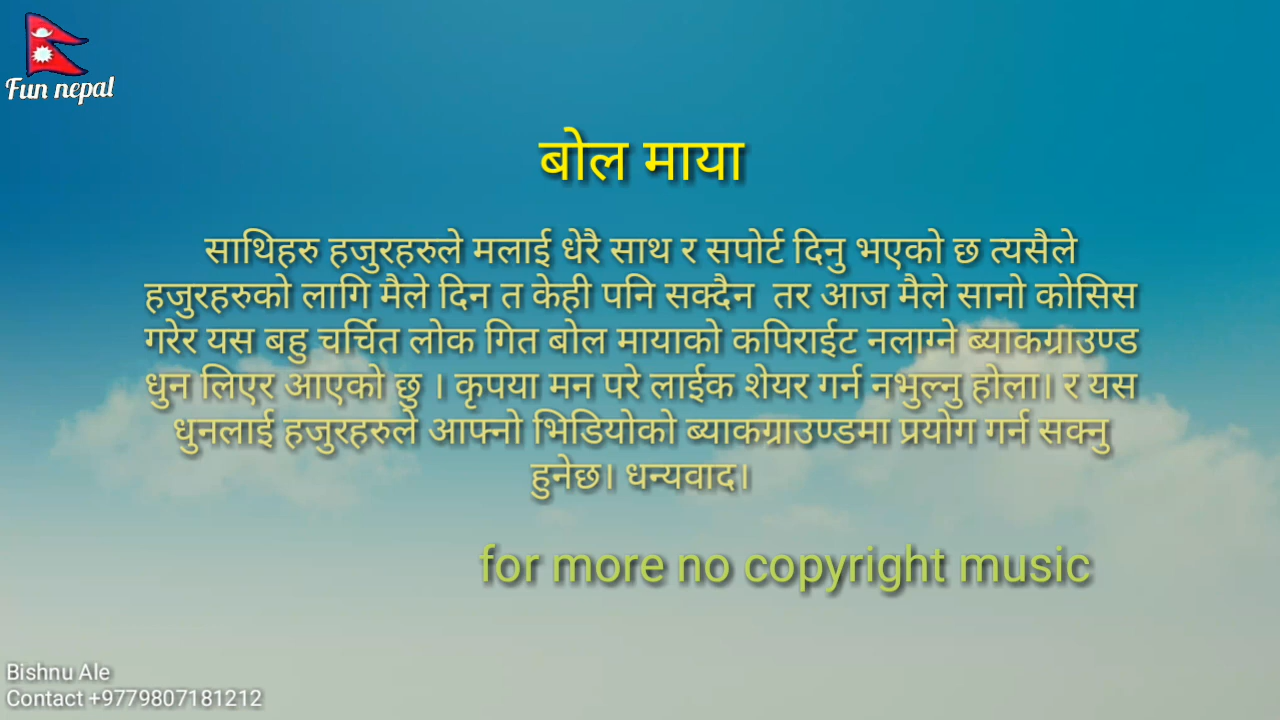 Fun nepal
बोल माया
साथिहरु हजुरहरुले मलाई धेरै साथ र सपोर्ट दिनु भएको छ त्यसैले
हजुरहरुको लागि मैले दिन त केही पनि सक्दैन तर आज मैले सानो कोसिस
गरेर यस बहु चर्चित लोक गित बोल मायाको कपिराईट नलाग्ने ब्याकग्राउण्ड
धुन लिएर आएको छु । कृपया मन परे लाईक शेयर गर्न नभुल्नु होला। र यस
धुनलाई हजुरहरुले आफ्नो भिडियोको ब्याकग्राउण्डमा प्रयोग गर्न सक्नु
हुनेछ। धन्यवाद।
for more no copyright music
Bishnu Ale
Contact +9779807181212